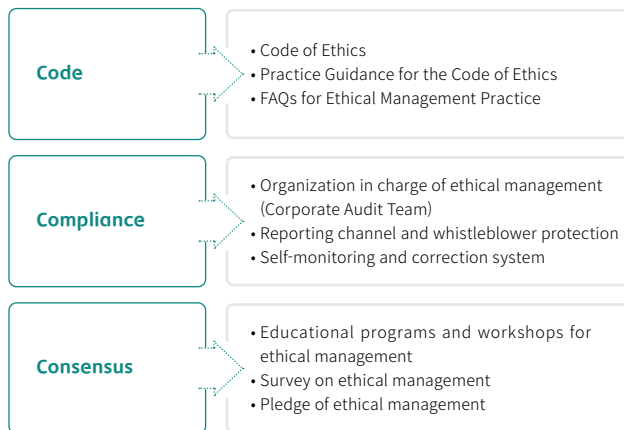 Code
• Code of Ethics
• Practice Guidance for the Code of Ethics
• FAQs for Ethical Management Practice
Compliance
• Organization in charge of ethical management
(Corporate Audit Team)
• Reporting channel and whistleblower protection
• Self-monitoring and correction system
Consensus
• Educational programs and workshops for
ethical management
• Survey on ethical management
• Pledge of ethical management